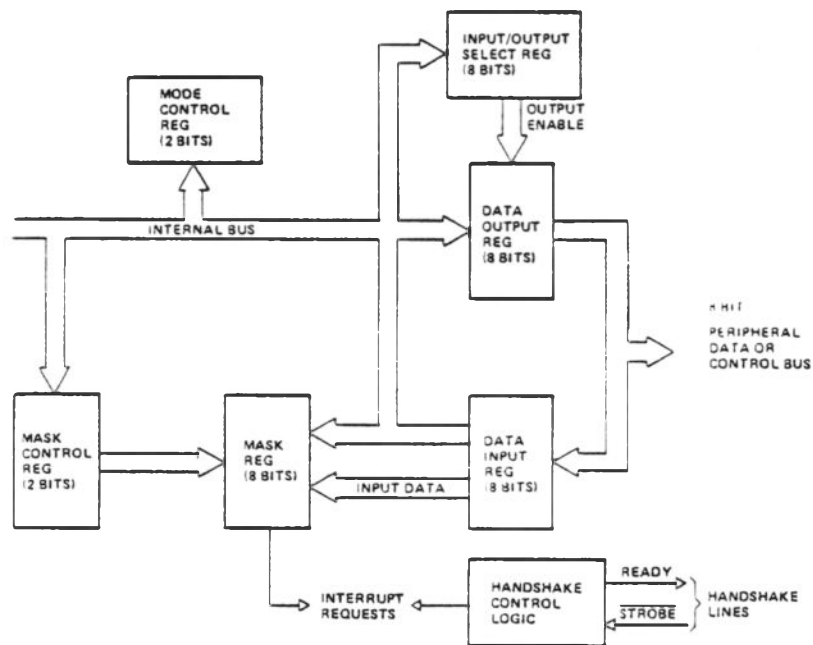 INPUT/OUTPUT
SELECT REG
(8 BITS)
MODE
CONTROL
REG
(2 BITS)
OUTPUT
ENABLE
DATA
OUTPUT
REG
(8 BITS)
INTERNAL BUS
8 BIT
PERIPHERAL
DATA OR
CONTROL BUS
MASK
CONTROL
REG
(2 BITS)
MASK
REG
(8 BITS)
DATA
INPUT
REG
(8 BITS)
INPUT DATA
INTERRUPT
REQUESTS
HANDSHAKE
CONTROL
LOGIC
READY
STROBE
HANDSHAKE
LINES